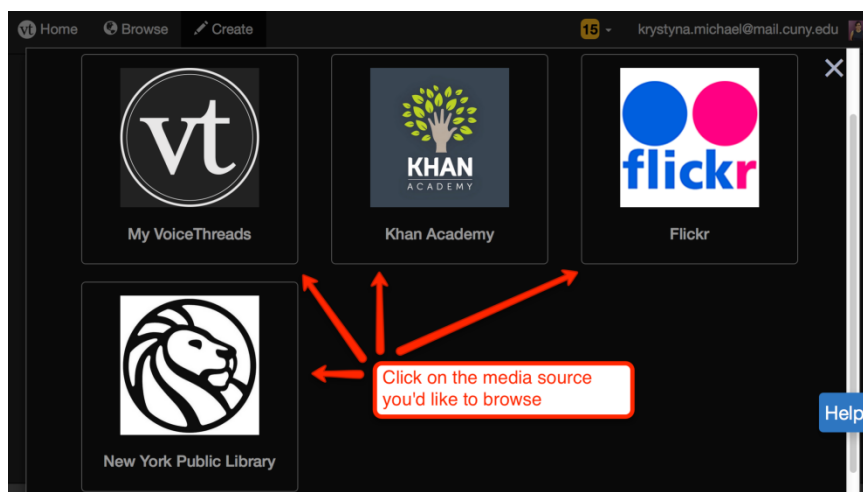 vt Home Browse Create 15 krystyna.michael@mail.cuny.edu
vt
KHAN
ACADEMY
flickr
My VoiceThreads Khan Academy Flickr
Click on the media source
you'd like to browse
Help
New York Public Library